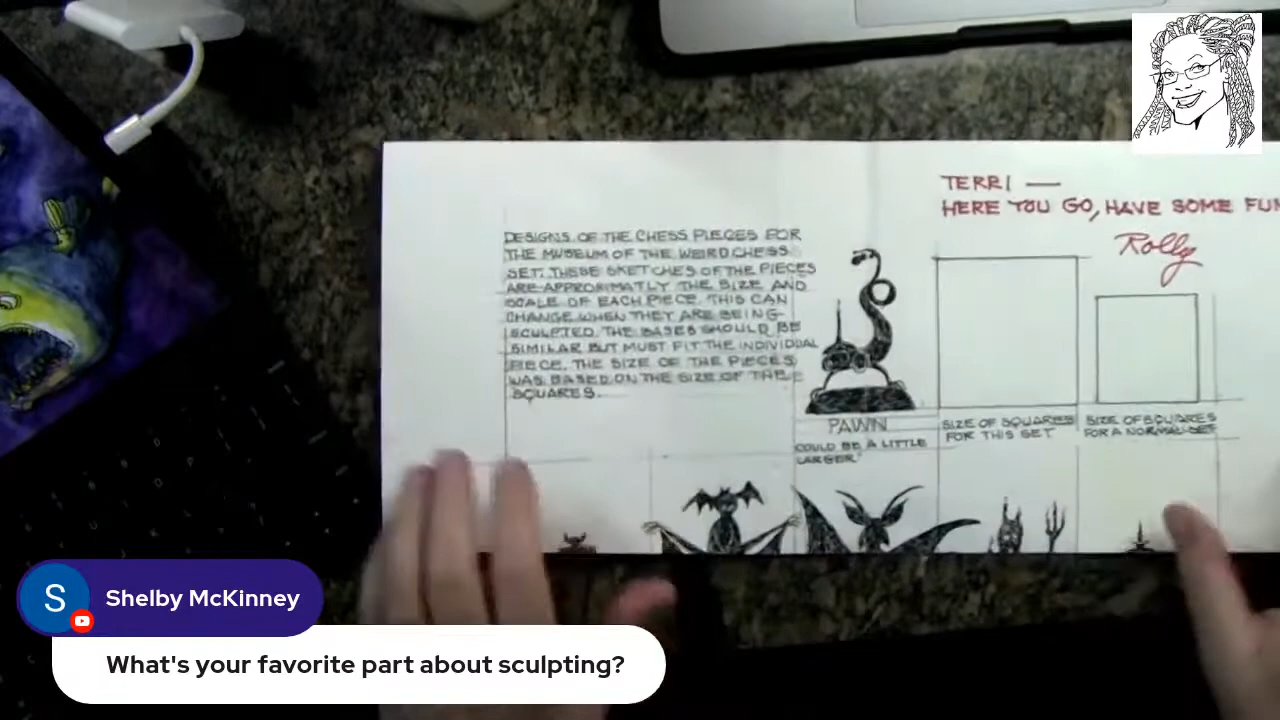 TERRI —
HERE YOU GO, HAVE SOME FUN
Rolly
DESIGNS OF THE CHESS PIECES FOR
THE MUSEUM OF THE WEIRD CHESS
SET. THESE SKETCHES OF THE PIECES
ARE APPROXIMATLY THE SIZE AND
SCALE OF EACH PIECE. THIS CAN
CHANGE WHEN THEY ARE BEING
SCULPTED. THE BASES SHOULD BE
SIMILAR BUT MUST FIT THE INDIVIDUAL
PIECE. THE SIZE OF THE PIECES
WAS BASED ON THE SIZE OF THE
SQUARES.
PAWN
COULD BE A LITTLE
LARGER
SIZE OF SQUARES
FOR THIS SET
SIZE OF SQUARES
FOR A NORMAL SET
S
Shelby McKinney
What's your favorite part about sculpting?